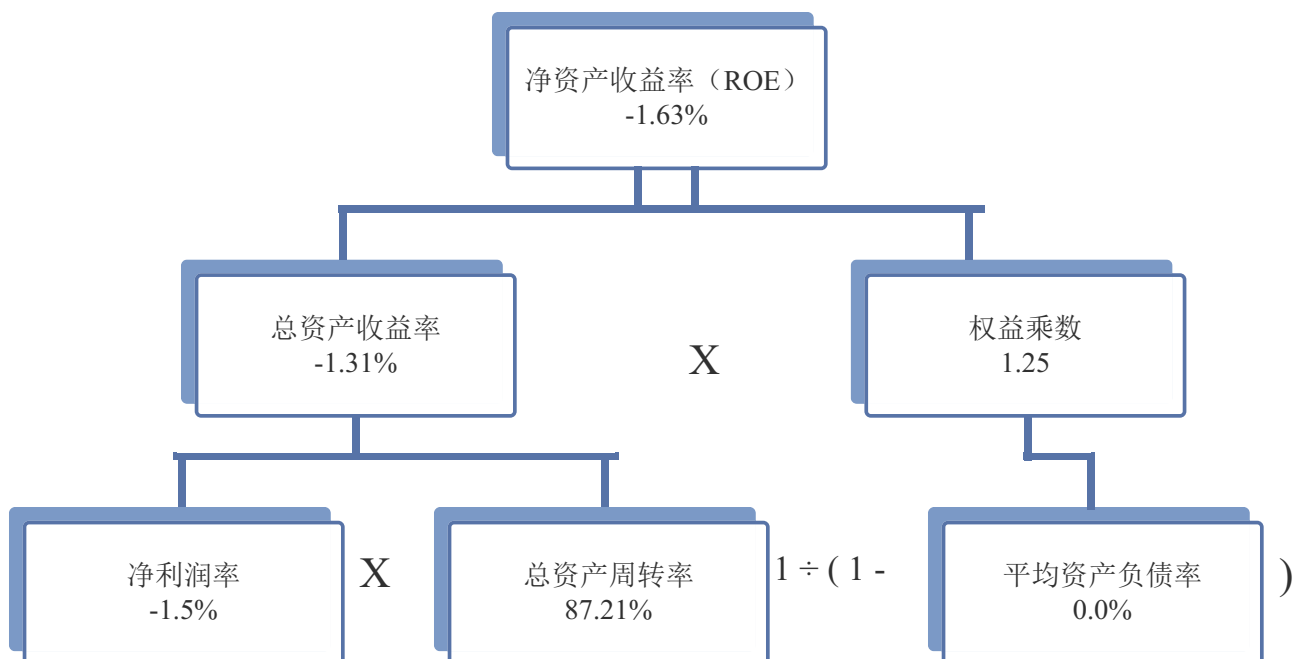 净资产收益率（ROE）
-1.63%
总资产收益率
-1.31%
X
权益乘数
1.25
净利润率
-1.5%
X
总资产周转率
87.21%
1 ÷ ( 1 -
平均资产负债率
0.0%
)